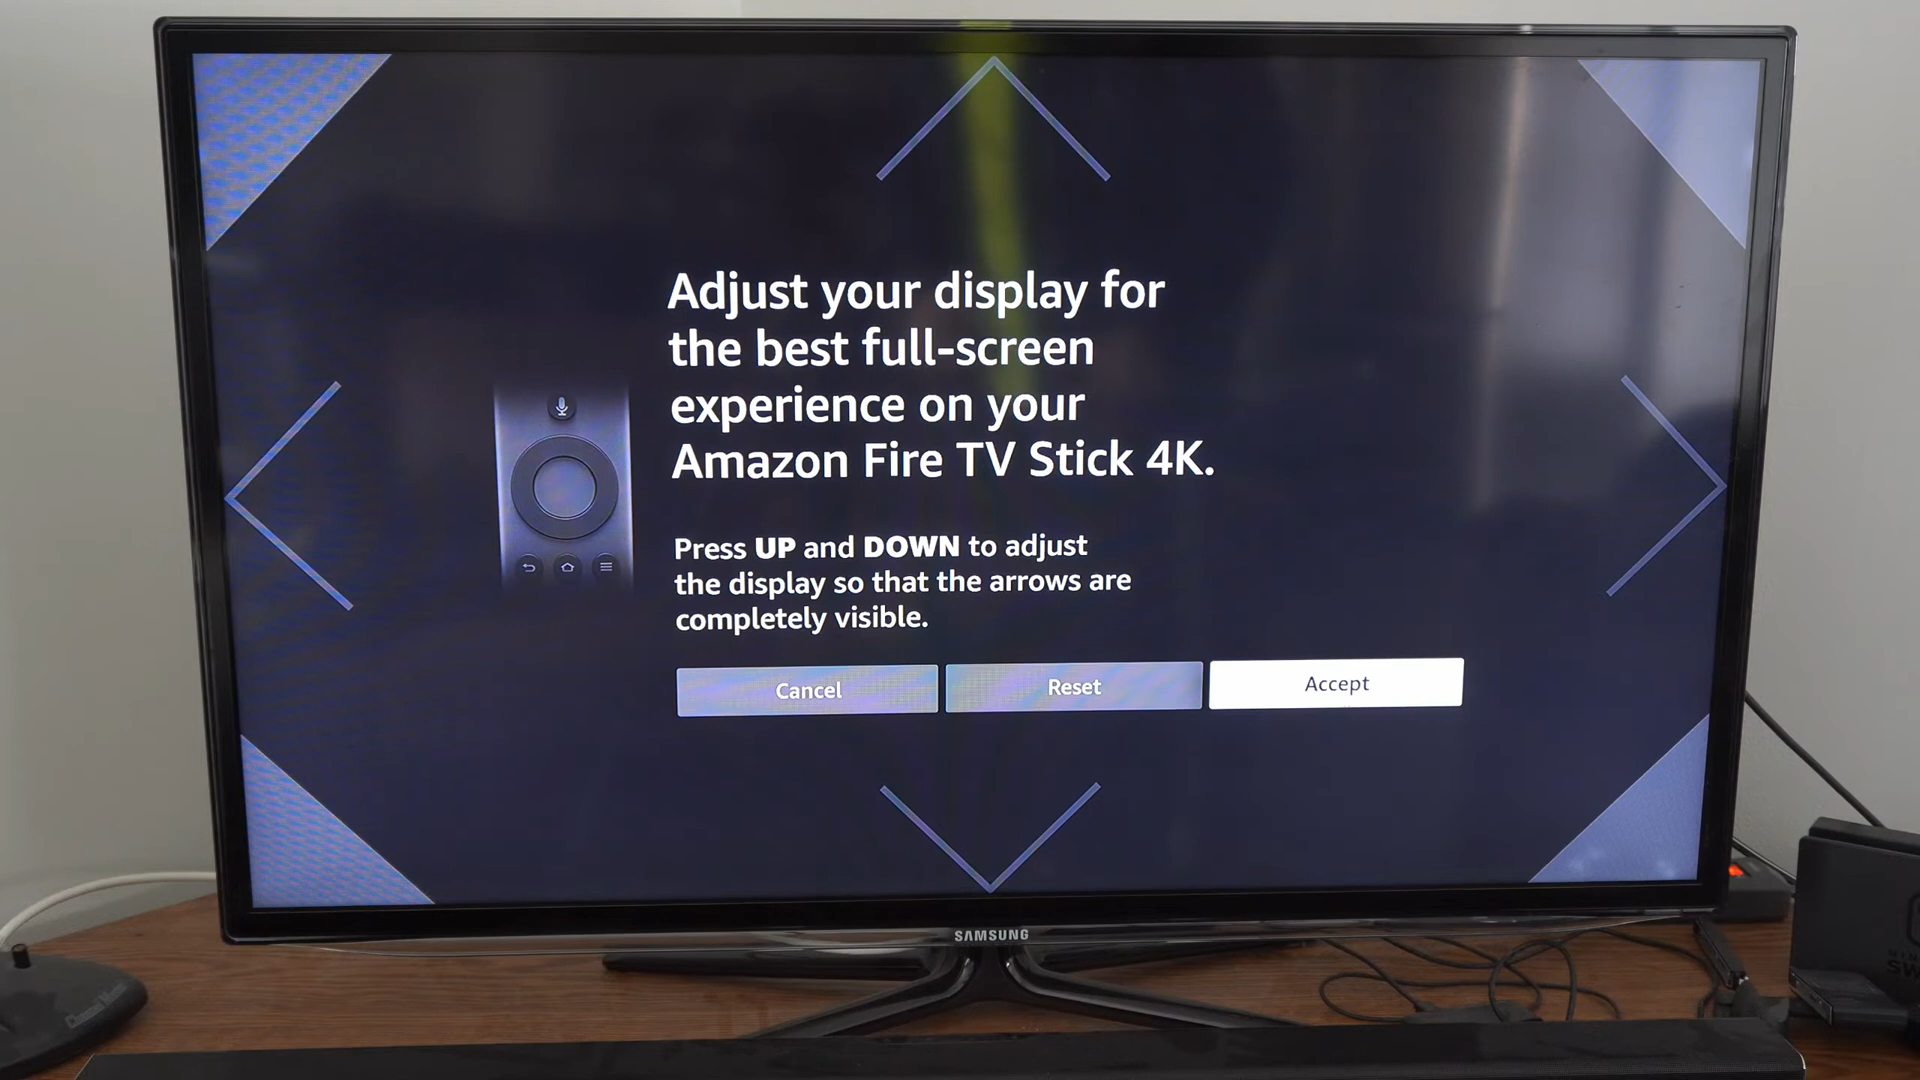 Adjust your display for
the best full-screen
experience on your
Amazon Fire TV Stick 4K.
Press UP and DOWN to adjust
the display so that the arrows are
completely visible.
Cancel
Reset
Accept
SAMSUNG